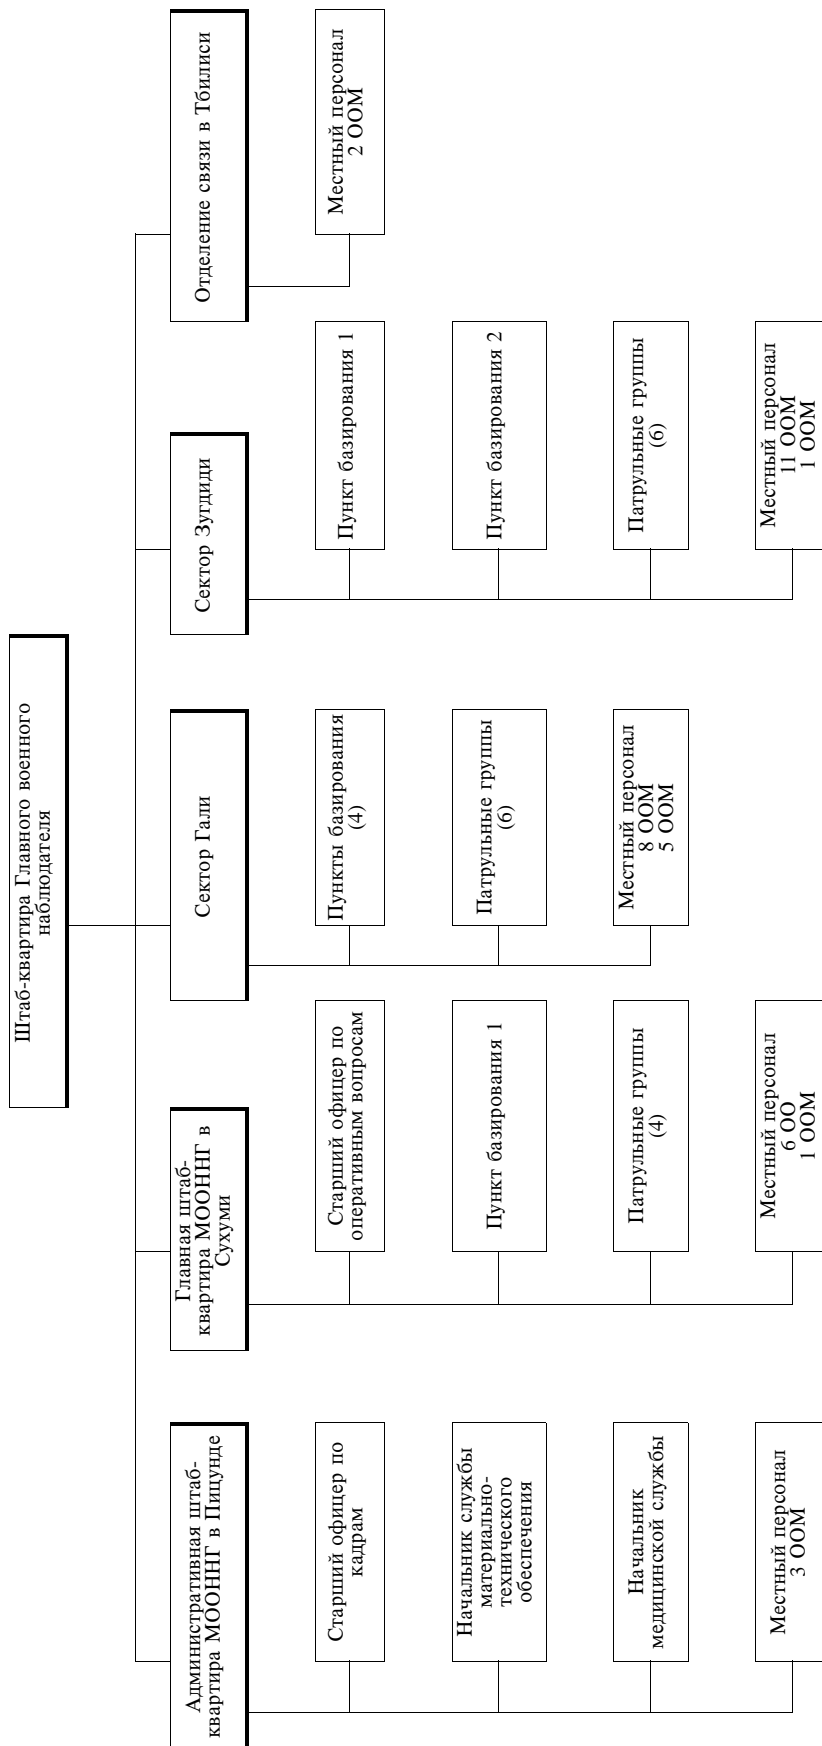 Штаб-квартира Главного военного
наблюдателя
Административная штаб-
квартира МООННГ в Пицунде
Старший офицер по
кадрам
Начальник службы
материально-
технического
обеспечения
Начальник
медицинской службы
Местный персонал
3 ООМ
Главная штаб-
квартира МООННГ в
Сухуми
Старший офицер по
оперативным вопросам
Пункт базирования 1
Патрульные группы
(4)
Местный персонал
6 ОО
1 ООМ
Сектор Гали
Пункты базирования
(4)
Патрульные группы
(6)
Местный персонал
8 ООМ
5 ООМ
Сектор Зугдиди
Пункт базирования 1
Пункт базирования 2
Патрульные группы
(6)
Местный персонал
11 ООМ
1 ООМ
Отделение связи в Тбилиси
Местный персонал
2 ООМ